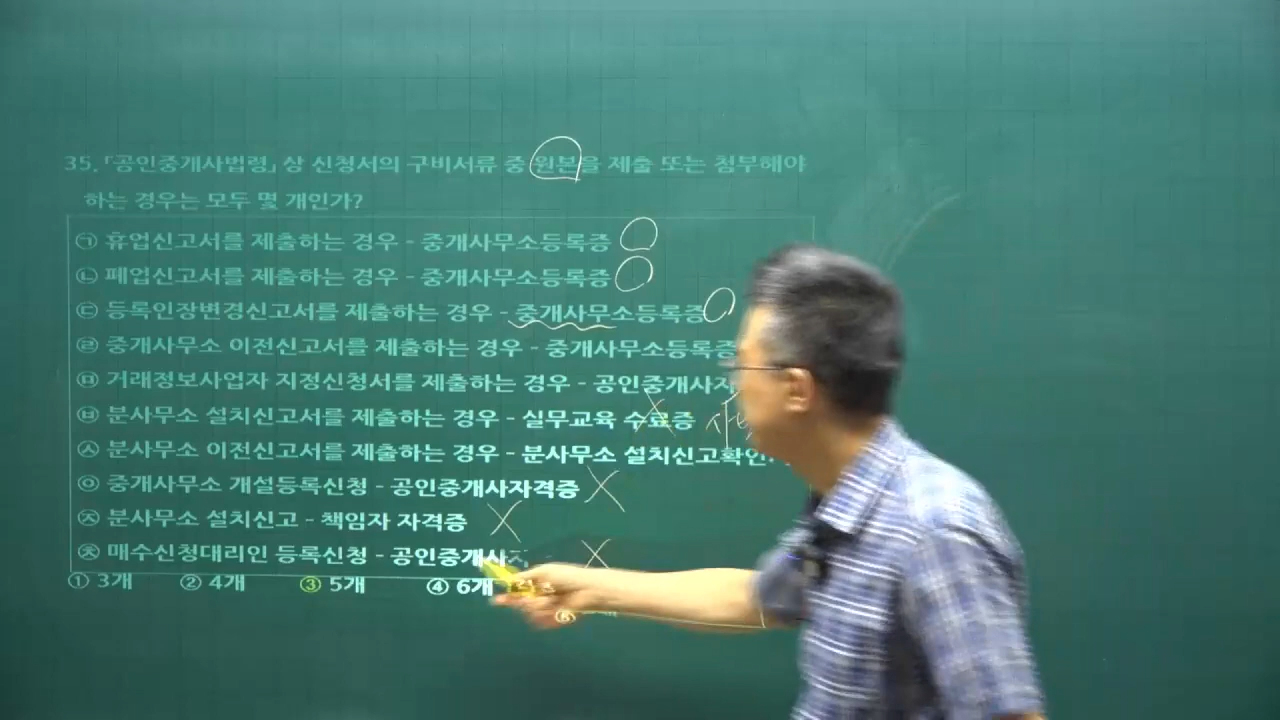 35. 「공인중개사법령」 상 신청서의 구비서류 중 원본을 제출 또는 첨부해야
하는 경우는 모두 몇 개인가?
㉠ 휴업신고서를 제출하는 경우 - 중개사무소등록증
㉡ 폐업신고서를 제출하는 경우 - 중개사무소등록증
㉢ 등록인장변경신고서를 제출하는 경우 - 중개사무소등록증
㉣ 중개사무소 이전신고서를 제출하는 경우 - 중개사무소등록증
㉤ 거래정보사업자 지정신청서를 제출하는 경우 - 공인중개사자
㉥ 분사무소 설치신고서를 제출하는 경우 - 실무교육 수료증 사본
㉦ 분사무소 이전신고서를 제출하는 경우 - 분사무소 설치신고확인
㉧ 중개사무소 개설등록신청 - 공인중개사자격증 X
㉨ 분사무소 설치신고 - 책임자 자격증 X
㉩ 매수신청대리인 등록신청 - 공인중개사 X
① 3개 ② 4개 ③ 5개 ④ 6개